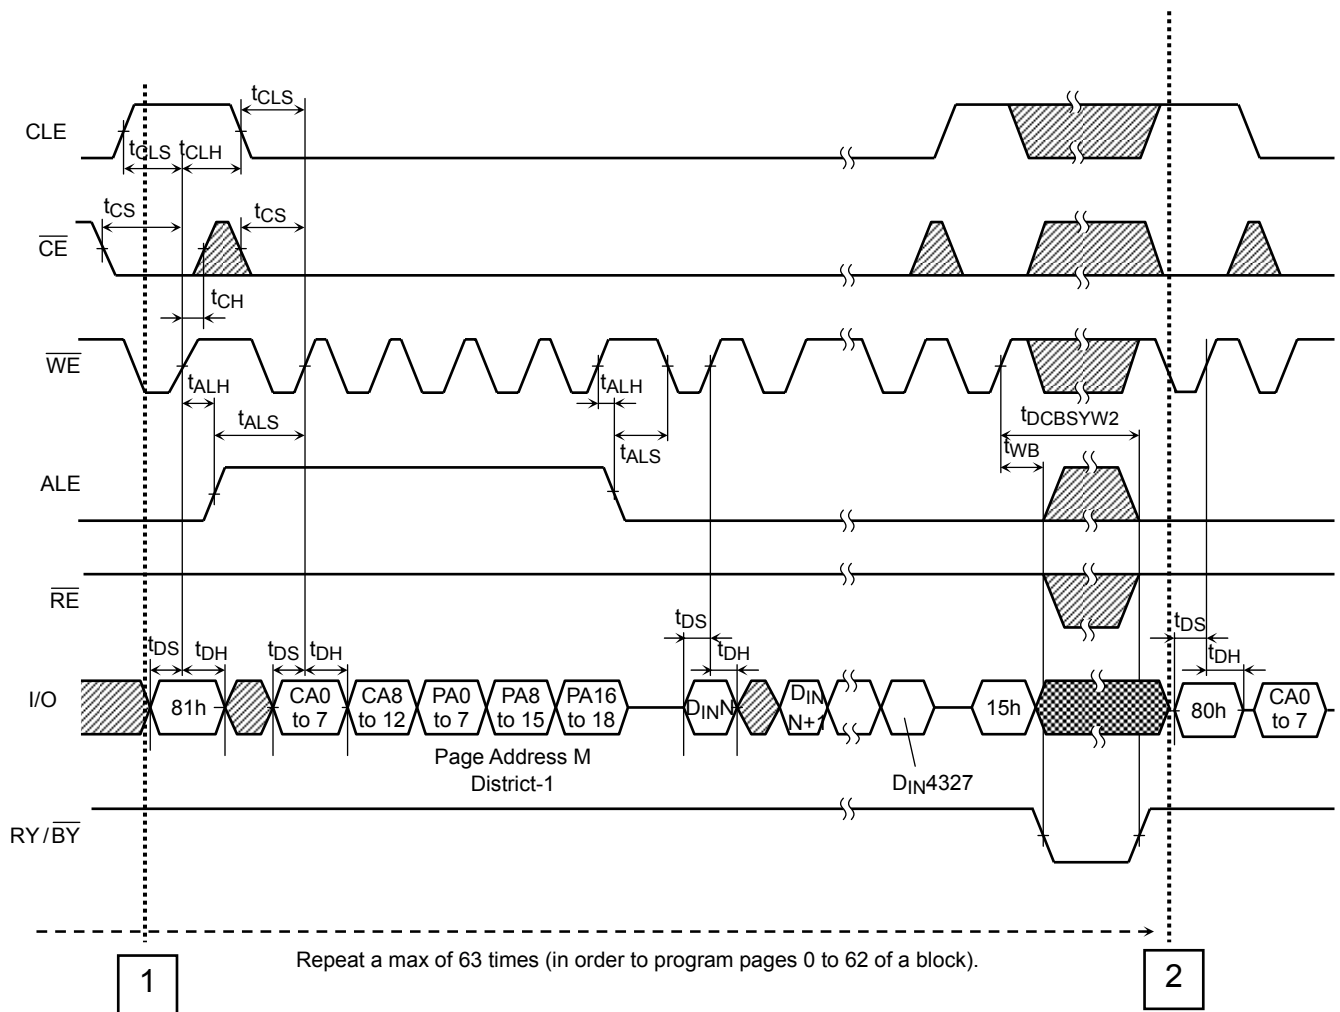 tCLS
CLE
tCLS tCLH
tCS
tCS
CE
tCH
WE
tALH
tALH
tALS
tDCBSYW2
tALS
tWB
ALE
RE
tDS
tDH
tDS
tDH
tDS
tDH
tDS
tDH
I/O
81h
CA0 to 7
CA8 to 12
PA0 to 7
PA8 to 15
PA16 to 18
DINN
DIN N+1
15h
80h
CA0 to 7
Page Address M
District-1
DIN4327
RY/BY
Repeat a max of 63 times (in order to program pages 0 to 62 of a block).
1
2